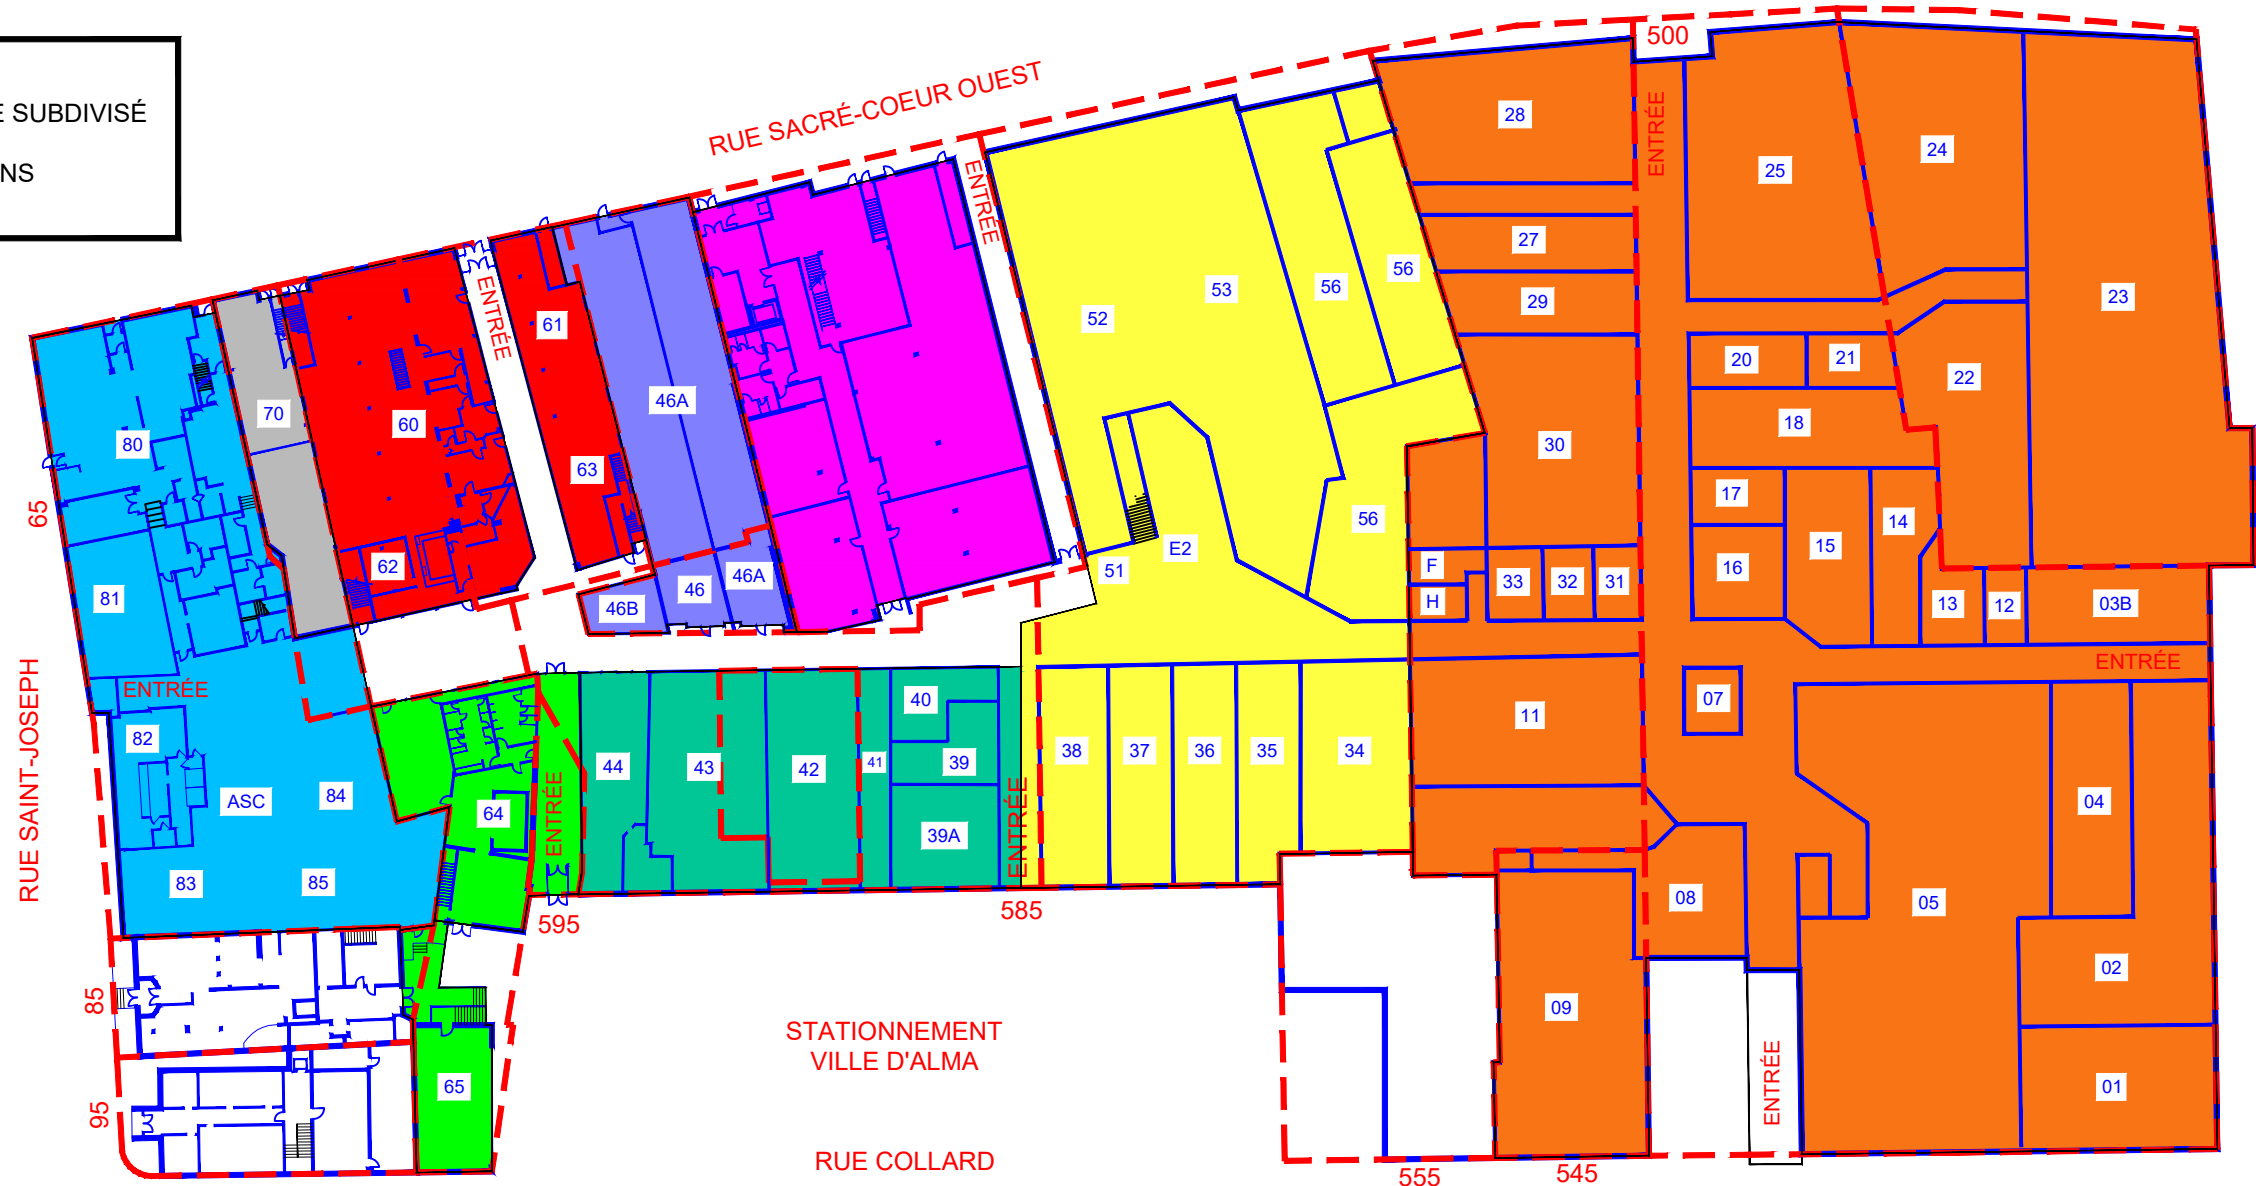 E SUBDIVISÉ
NS
RUE SACRÉ-COEUR OUEST
500
ENTRÉE
28
24
25
ENTRÉE
27
53
56
56
29
23
52
ENTRÉE
61
20
21
22
70
60
46A
18
80
30
63
17
14
56
15
65
E2
51
16
62
46A
F
33
32
31
46
H
81
46B
13
12
03B
ENTRÉE
ENTRÉE
RUE SAINT-JOSEPH
40
07
11
82
38
37
36
35
34
44
43
42
41
39
84
ASC
04
64
ENTRÉE
ENTRÉE
39A
83
85
08
05
595
585
02
85
09
STATIONNEMENT
VILLE D'ALMA
ENTRÉE
65
01
95
RUE COLLARD
555
545